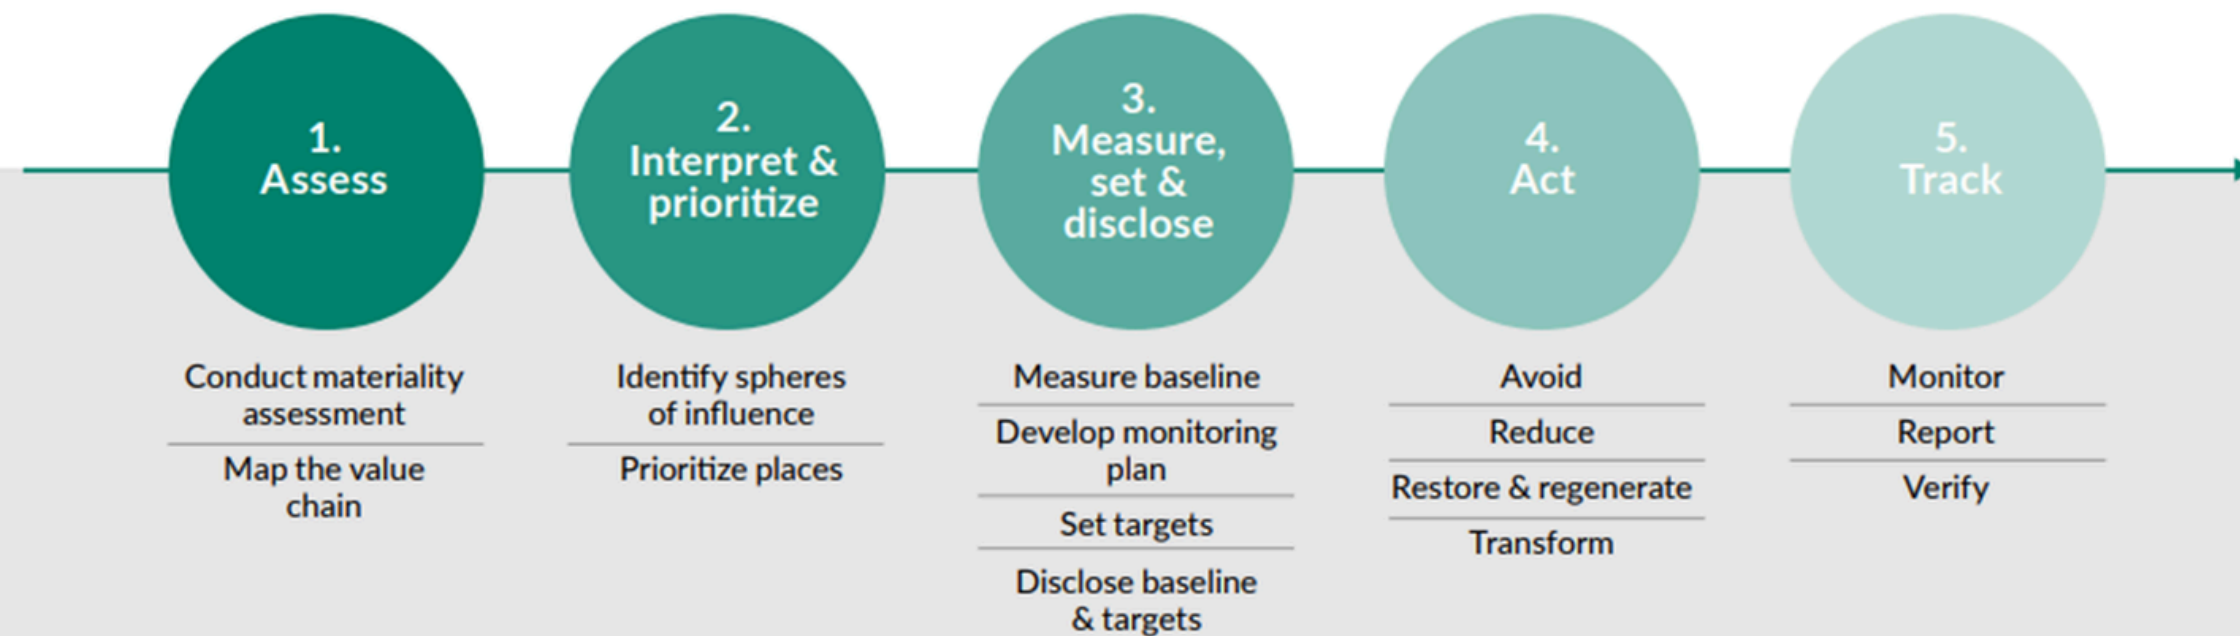 1.
Assess
2.
Interpret &
prioritize
3.
Measure,
set &
disclose
4.
Act
5.
Track
Conduct materiality
assessment
Map the value
chain
Identify spheres
of influence
Prioritize places
Measure baseline
Develop monitoring
plan
Set targets
Disclose baseline
& targets
Avoid
Reduce
Restore & regenerate
Transform
Monitor
Report
Verify